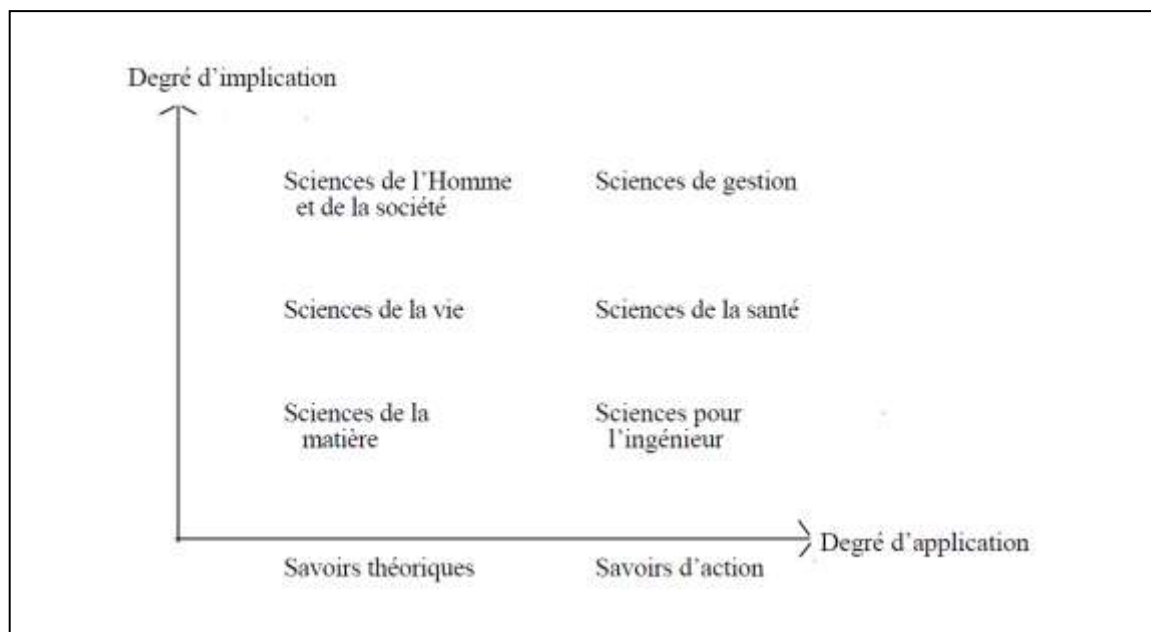 Degré d'implication
Sciences de l'Homme
et de la société
Sciences de gestion
Sciences de la vie
Sciences de la santé
Sciences de la
matière
Sciences pour
l'ingénieur
Degré d'application
Savoirs théoriques
Savoirs d'action